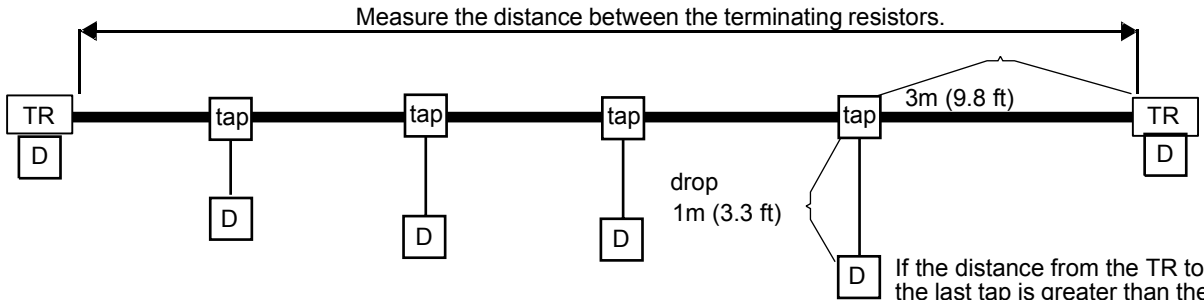 Measure the distance between the terminating resistors.
TR
tap
tap
tap
tap
3m (9.8 ft)
TR
D
D
D
D
D
D
drop
1m (3.3 ft)
If the distance from the TR to
the last tap is greater than the